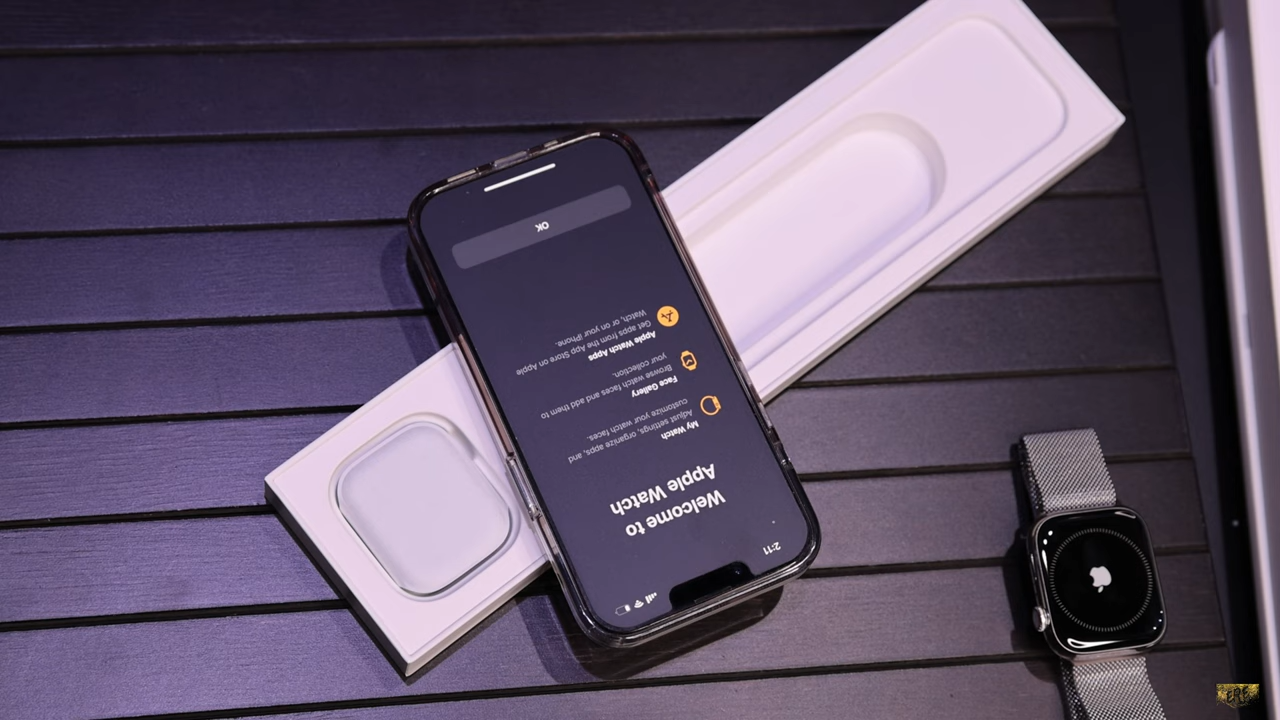 2:11
Welcome to
Apple Watch
My Watch
Adjust settings, organize apps, and
customize your watch faces.
Face Gallery
Browse watch faces and add them to
your collection.
Apple Watch Apps
Get apps from the App Store on Apple
Watch, or on your iPhone.
OK
ERE